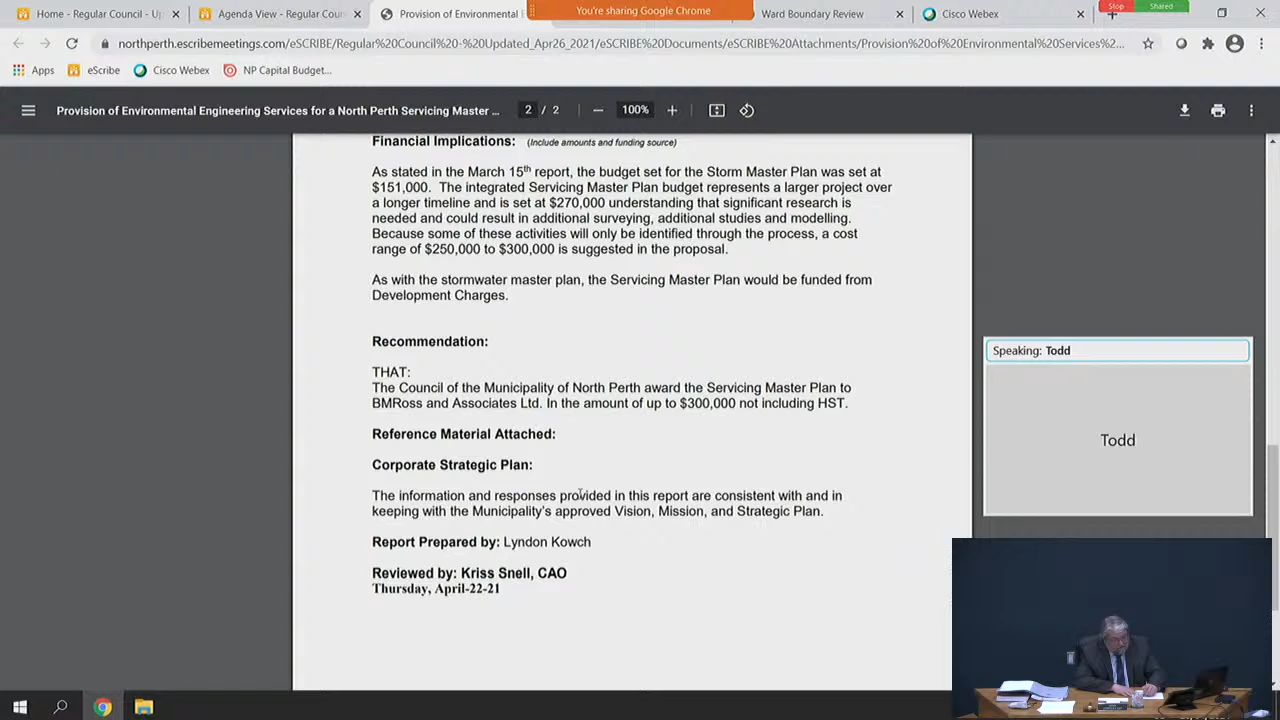 Home - Regular Council - Up
Agenda View - Regular Council
Provision of Environmental E
You're sharing Google Chrome
Ward Boundary Review
Cisco Webex
Stop
Shared
northperth.escribemeetings.com/eSCRIBE/Regular%20Council%20-%20Updated_Apr26_2021/eSCRIBE%20Documents/eSCRIBE%20Attachments/Provision%20of%20Environmental%20Services%2...
Apps
eScribe
Cisco Webex
NP Capital Budget...
Provision of Environmental Engineering Services for a North Perth Servicing Master ...
2 / 2
100%
Financial Implications: (Include amounts and funding source)
As stated in the March 15th report, the budget set for the Storm Master Plan was set at
$151,000. The integrated Servicing Master Plan budget represents a larger project over
a longer timeline and is set at $270,000 understanding that significant research is
needed and could result in additional surveying, additional studies and modelling.
Because some of these activities will only be identified through the process, a cost
range of $250,000 to $300,000 is suggested in the proposal.
As with the stormwater master plan, the Servicing Master Plan would be funded from
Development Charges.
Recommendation:
THAT:
The Council of the Municipality of North Perth award the Servicing Master Plan to
BMRoss and Associates Ltd. In the amount of up to $300,000 not including HST.
Reference Material Attached:
Corporate Strategic Plan:
The information and responses provided in this report are consistent with and in
keeping with the Municipality's approved Vision, Mission, and Strategic Plan.
Report Prepared by: Lyndon Kowch
Reviewed by: Kriss Snell, CAO
Thursday, April-22-21
Speaking: Todd
Todd